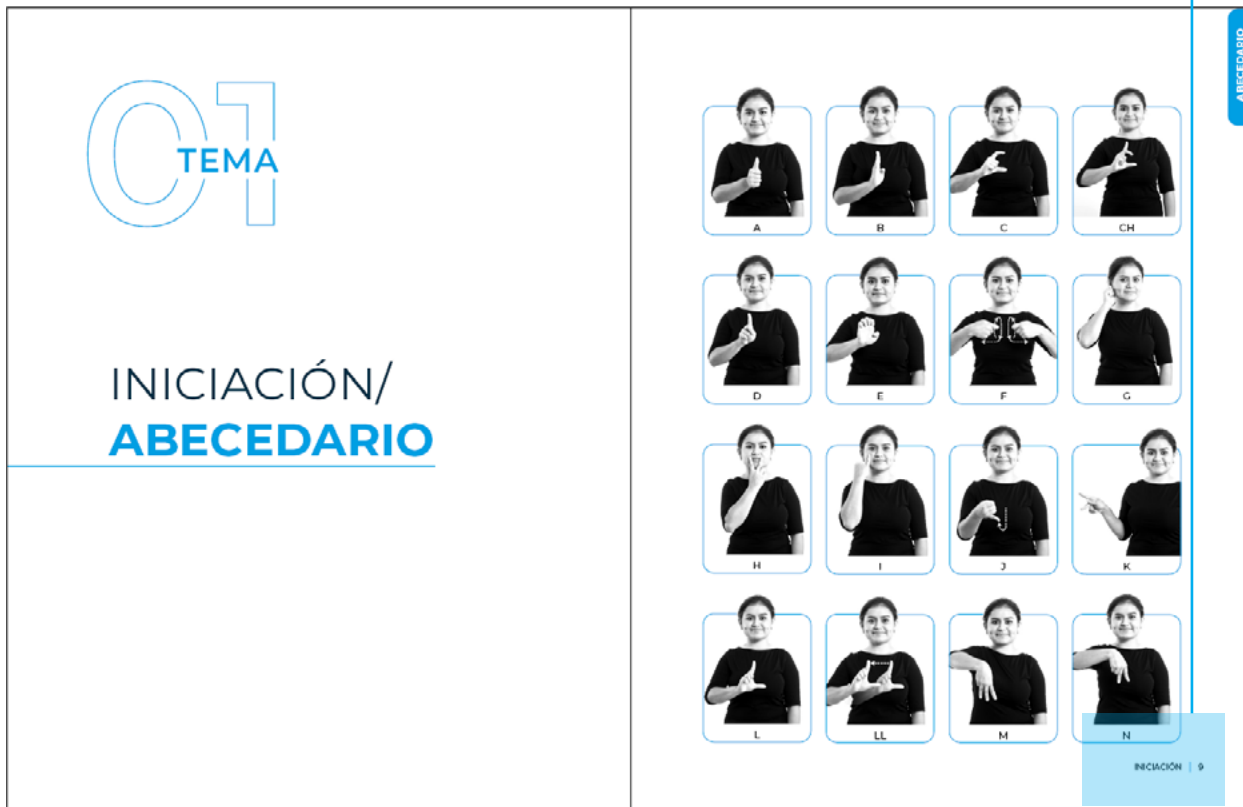 01
TEMA
INICIACIÓN/
ABECEDARIO
ABECEDARIO
A
B
C
CH
D
E
F
G
H
I
J
K
L
LL
M
N
INICIACIÓN | 9